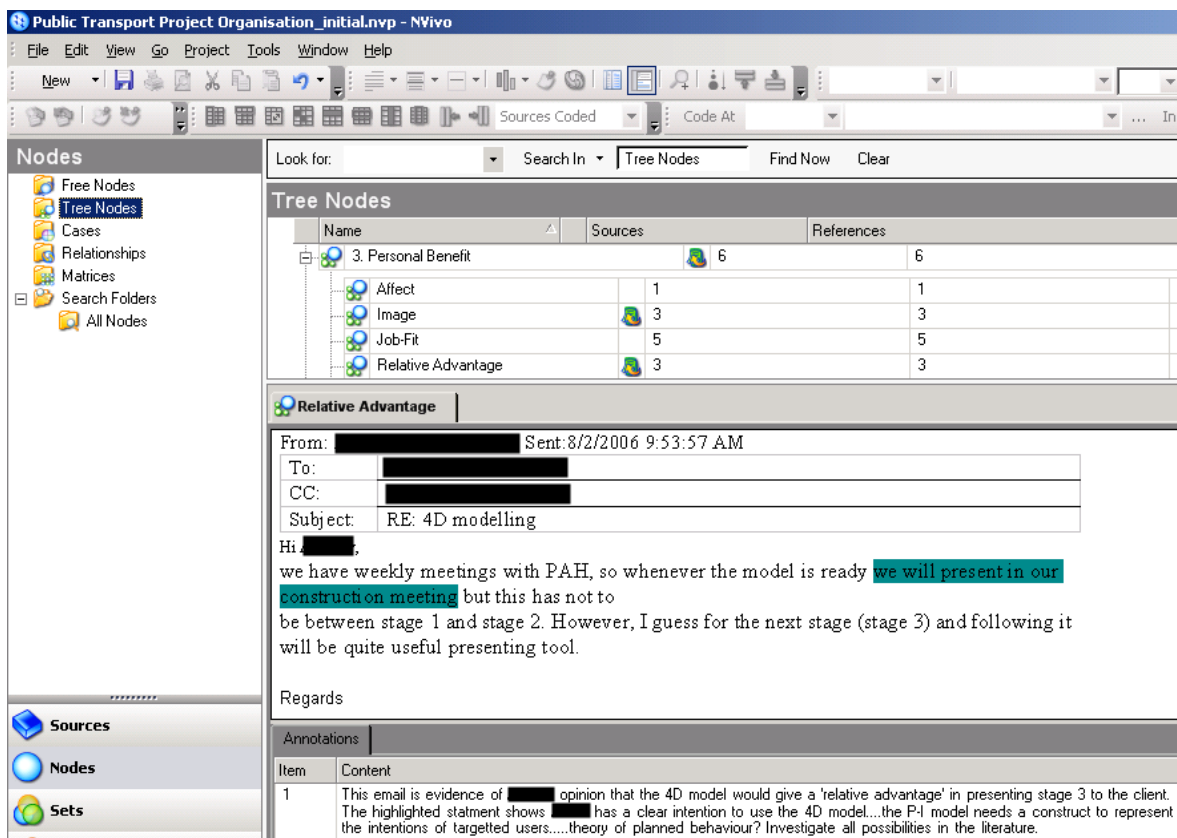 Public Transport Project Organisation_initial.nvp - NVivo
File Edit View Go Project Tools Window Help
New
Sources Coded Code At ... In
Nodes
Look for: Search In Tree Nodes Find Now Clear
Free Nodes
Tree Nodes
Cases
Relationships
Matrices
Search Folders
All Nodes
Tree Nodes
Name Sources References
3. Personal Benefit 6 6
Affect 1 1
Image 3 3
Job-Fit 5 5
Relative Advantage 3 3
Relative Advantage
From: Sent:8/2/2006 9:53:57 AM
To:
CC:
Subject: RE: 4D modelling
Hi ,
we have weekly meetings with PAH, so whenever the model is ready we will present in our
construction meeting but this has not to
be between stage 1 and stage 2. However, I guess for the next stage (stage 3) and following it
will be quite useful presenting tool.
Regards
Sources
Nodes
Sets
Annotations
Item Content
1 This email is evidence of opinion that the 4D model would give a 'relative advantage' in presenting stage 3 to the client.
The highlighted statment shows has a clear intention to use the 4D model....the P-I model needs a construct to represent
the intentions of targetted users.....theory of planned behaviour? Investigate all possibilities in the literature.